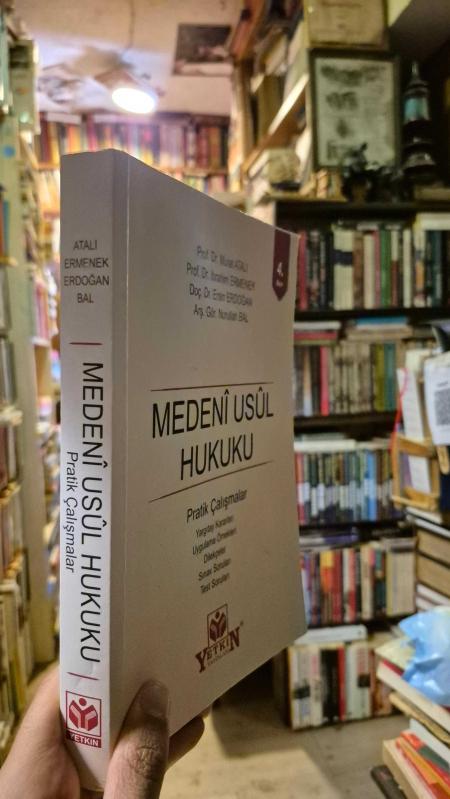 ATALI
ERMENEK
ERDOĞAN
BAL
MEDENÎ USÛL HUKUKU
Pratik Çalışmalar
YETKİN
4.
Prof. Dr. Murat ATALI
Prof. Dr. İbrahim ERMENEK
Doç. Dr. Ersin ERDOĞAN
Arş. Gör. Nurullah BAL
MEDENÎ USÛL
HUKUKU
Pratik Çalışmalar
Yargıtay Kararları
Uygulama Örnekleri
Dilekçeler
Sınav Soruları
Test Soruları
YETKİN
YAYINLARI